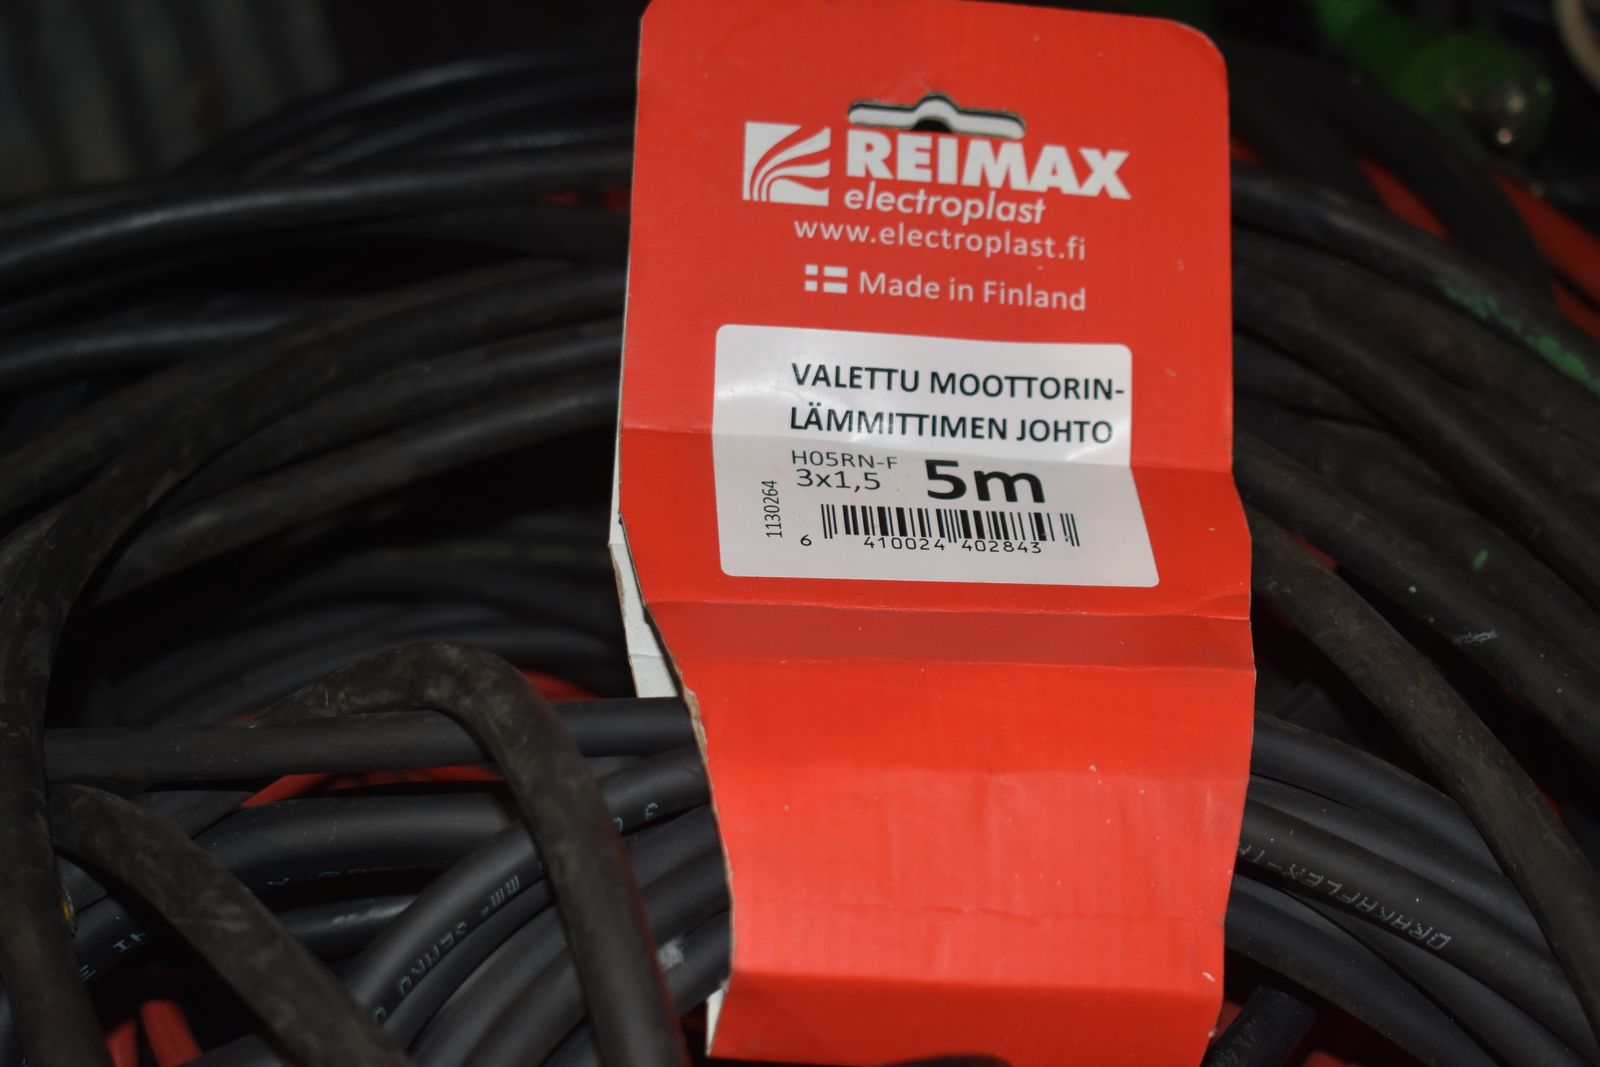 REIMAX
electroplast
www.electroplast.fi
Made in Finland
VALETTU MOOTTORIN-
LÄMMITTIMEN JOHTO
H05RN-F
3x1,5
5m
1130264
6 410024 402843